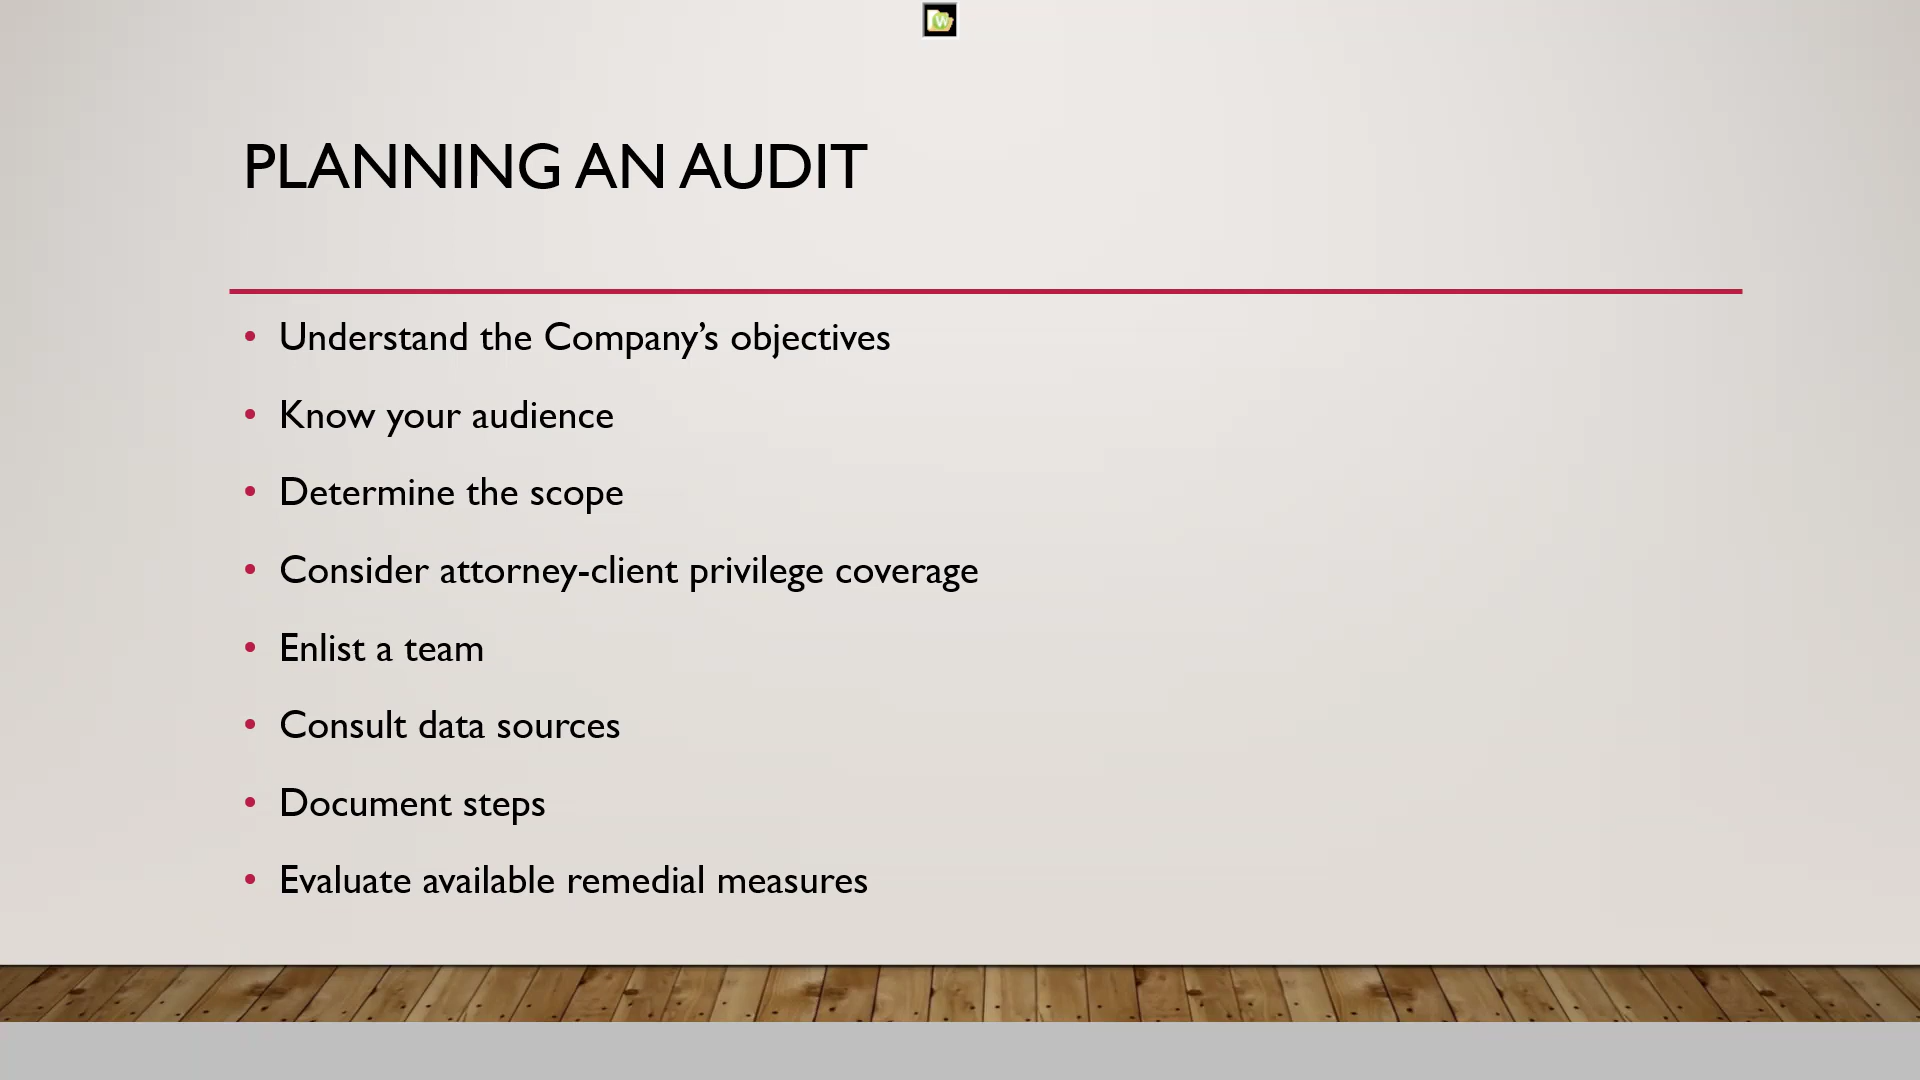 PLANNING AN AUDIT
• Understand the Company’s objectives
• Know your audience
• Determine the scope
• Consider attorney-client privilege coverage
• Enlist a team
• Consult data sources
• Document steps
• Evaluate available remedial measures